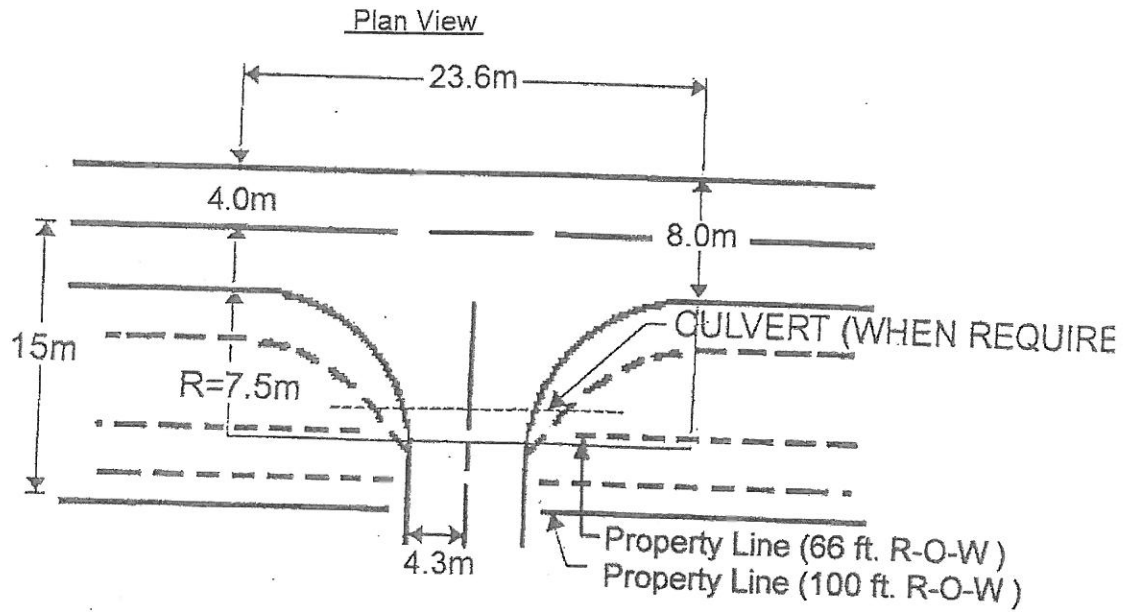 Plan View
23.6m
4.0m
8.0m
CULVERT (WHEN REQUIRE
15m
R=7.5m
4.3m
Property Line (66 ft. R-O-W )
Property Line (100 ft. R-O-W )